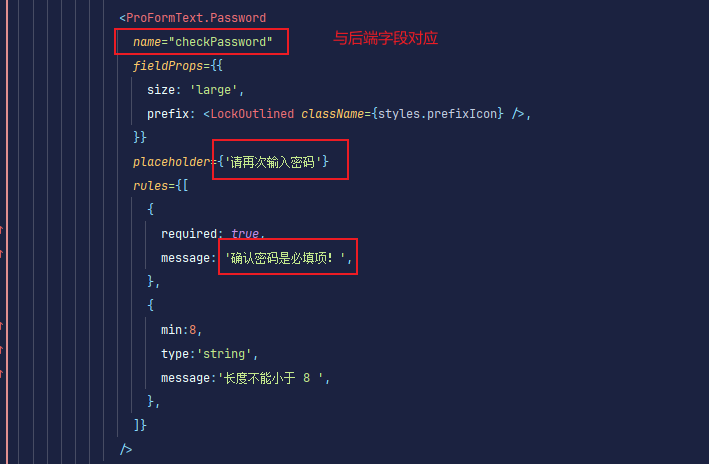 <ProFormText.Password
name="checkPassword"
与后端字段对应
fieldProps={{
size: 'large',
prefix: <LockOutlined className={styles.prefixIcon} />,
}}
placeholder={'请再次输入密码'}
rules={[
{
required: true,
message: '确认密码是必填项! ',
},
{
min:8,
type:'string',
message:'长度不能小于 8 ',
},
]}
/>